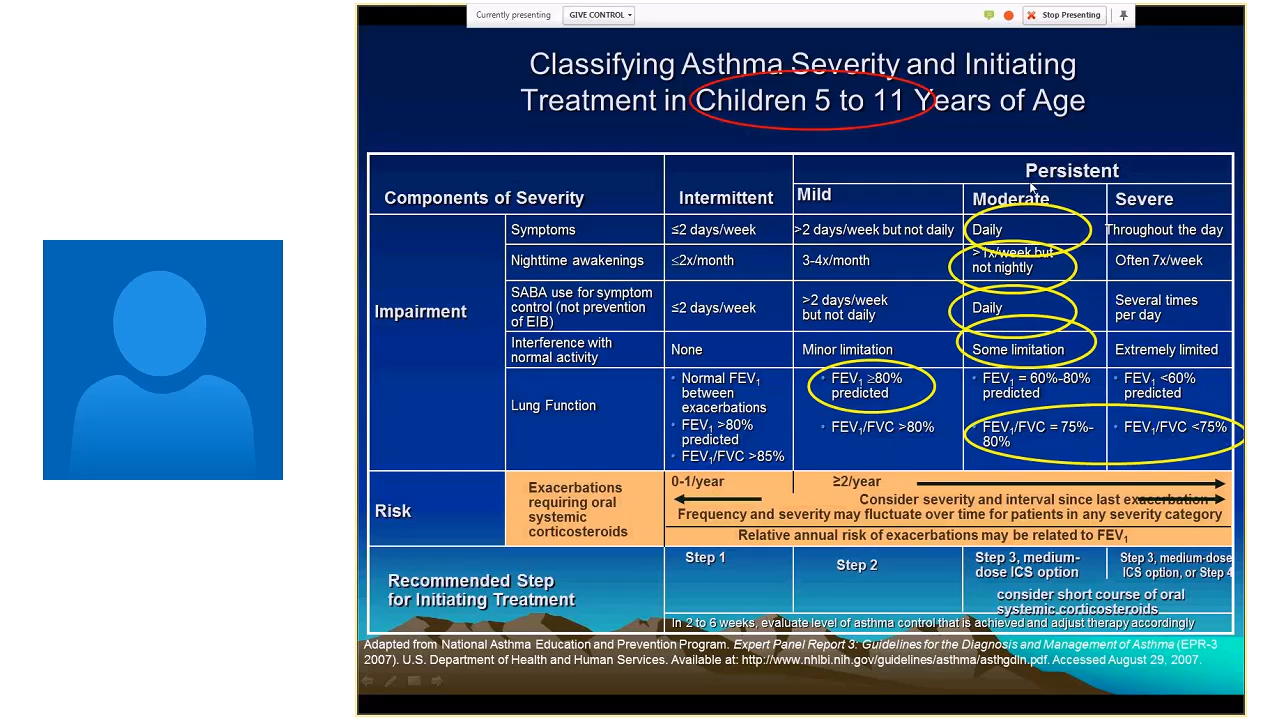 Currently presenting GIVE CONTROL Stop Presenting
Classifying Asthma Severity and Initiating
Treatment in Children 5 to 11 Years of Age
Components of Severity
Intermittent
Persistent
Mild
Moderate
Severe
Impairment
Symptoms
≤2 days/week
>2 days/week but not daily
Daily
Throughout the day
Nighttime awakenings
≤2x/month
3-4x/month
>1x/week but
not nightly
Often 7x/week
SABA use for symptom
control (not prevention
of EIB)
≤2 days/week
>2 days/week
but not daily
Daily
Several times
per day
Interference with
normal activity
None
Minor limitation
Some limitation
Extremely limited
Lung Function
• Normal FEV1
between
exacerbations
• FEV1 >80%
predicted
• FEV1/FVC >85%
• FEV1 ≥80%
predicted
• FEV1/FVC >80%
• FEV1 = 60%-80%
predicted
• FEV1/FVC = 75%-
80%
• FEV1 <60%
predicted
• FEV1/FVC <75%
Risk
Exacerbations
requiring oral
systemic
corticosteroids
0-1/year
≥2/year
Consider severity and interval since last exacerbation
Frequency and severity may fluctuate over time for patients in any severity category
Relative annual risk of exacerbations may be related to FEV1
Recommended Step
for Initiating Treatment
Step 1
Step 2
Step 3, medium-
dose ICS option
Step 3, medium-dose
ICS option, or Step 4
consider short course of oral
systemic corticosteroids
In 2 to 6 weeks, evaluate level of asthma control that is achieved and adjust therapy accordingly
Adapted from National Asthma Education and Prevention Program. Expert Panel Report 3: Guidelines for the Diagnosis and Management of Asthma (EPR-3
2007). U.S. Department of Health and Human Services. Available at: http://www.nhlbi.nih.gov/guidelines/asthma/asthgdln.pdf. Accessed August 29, 2007.